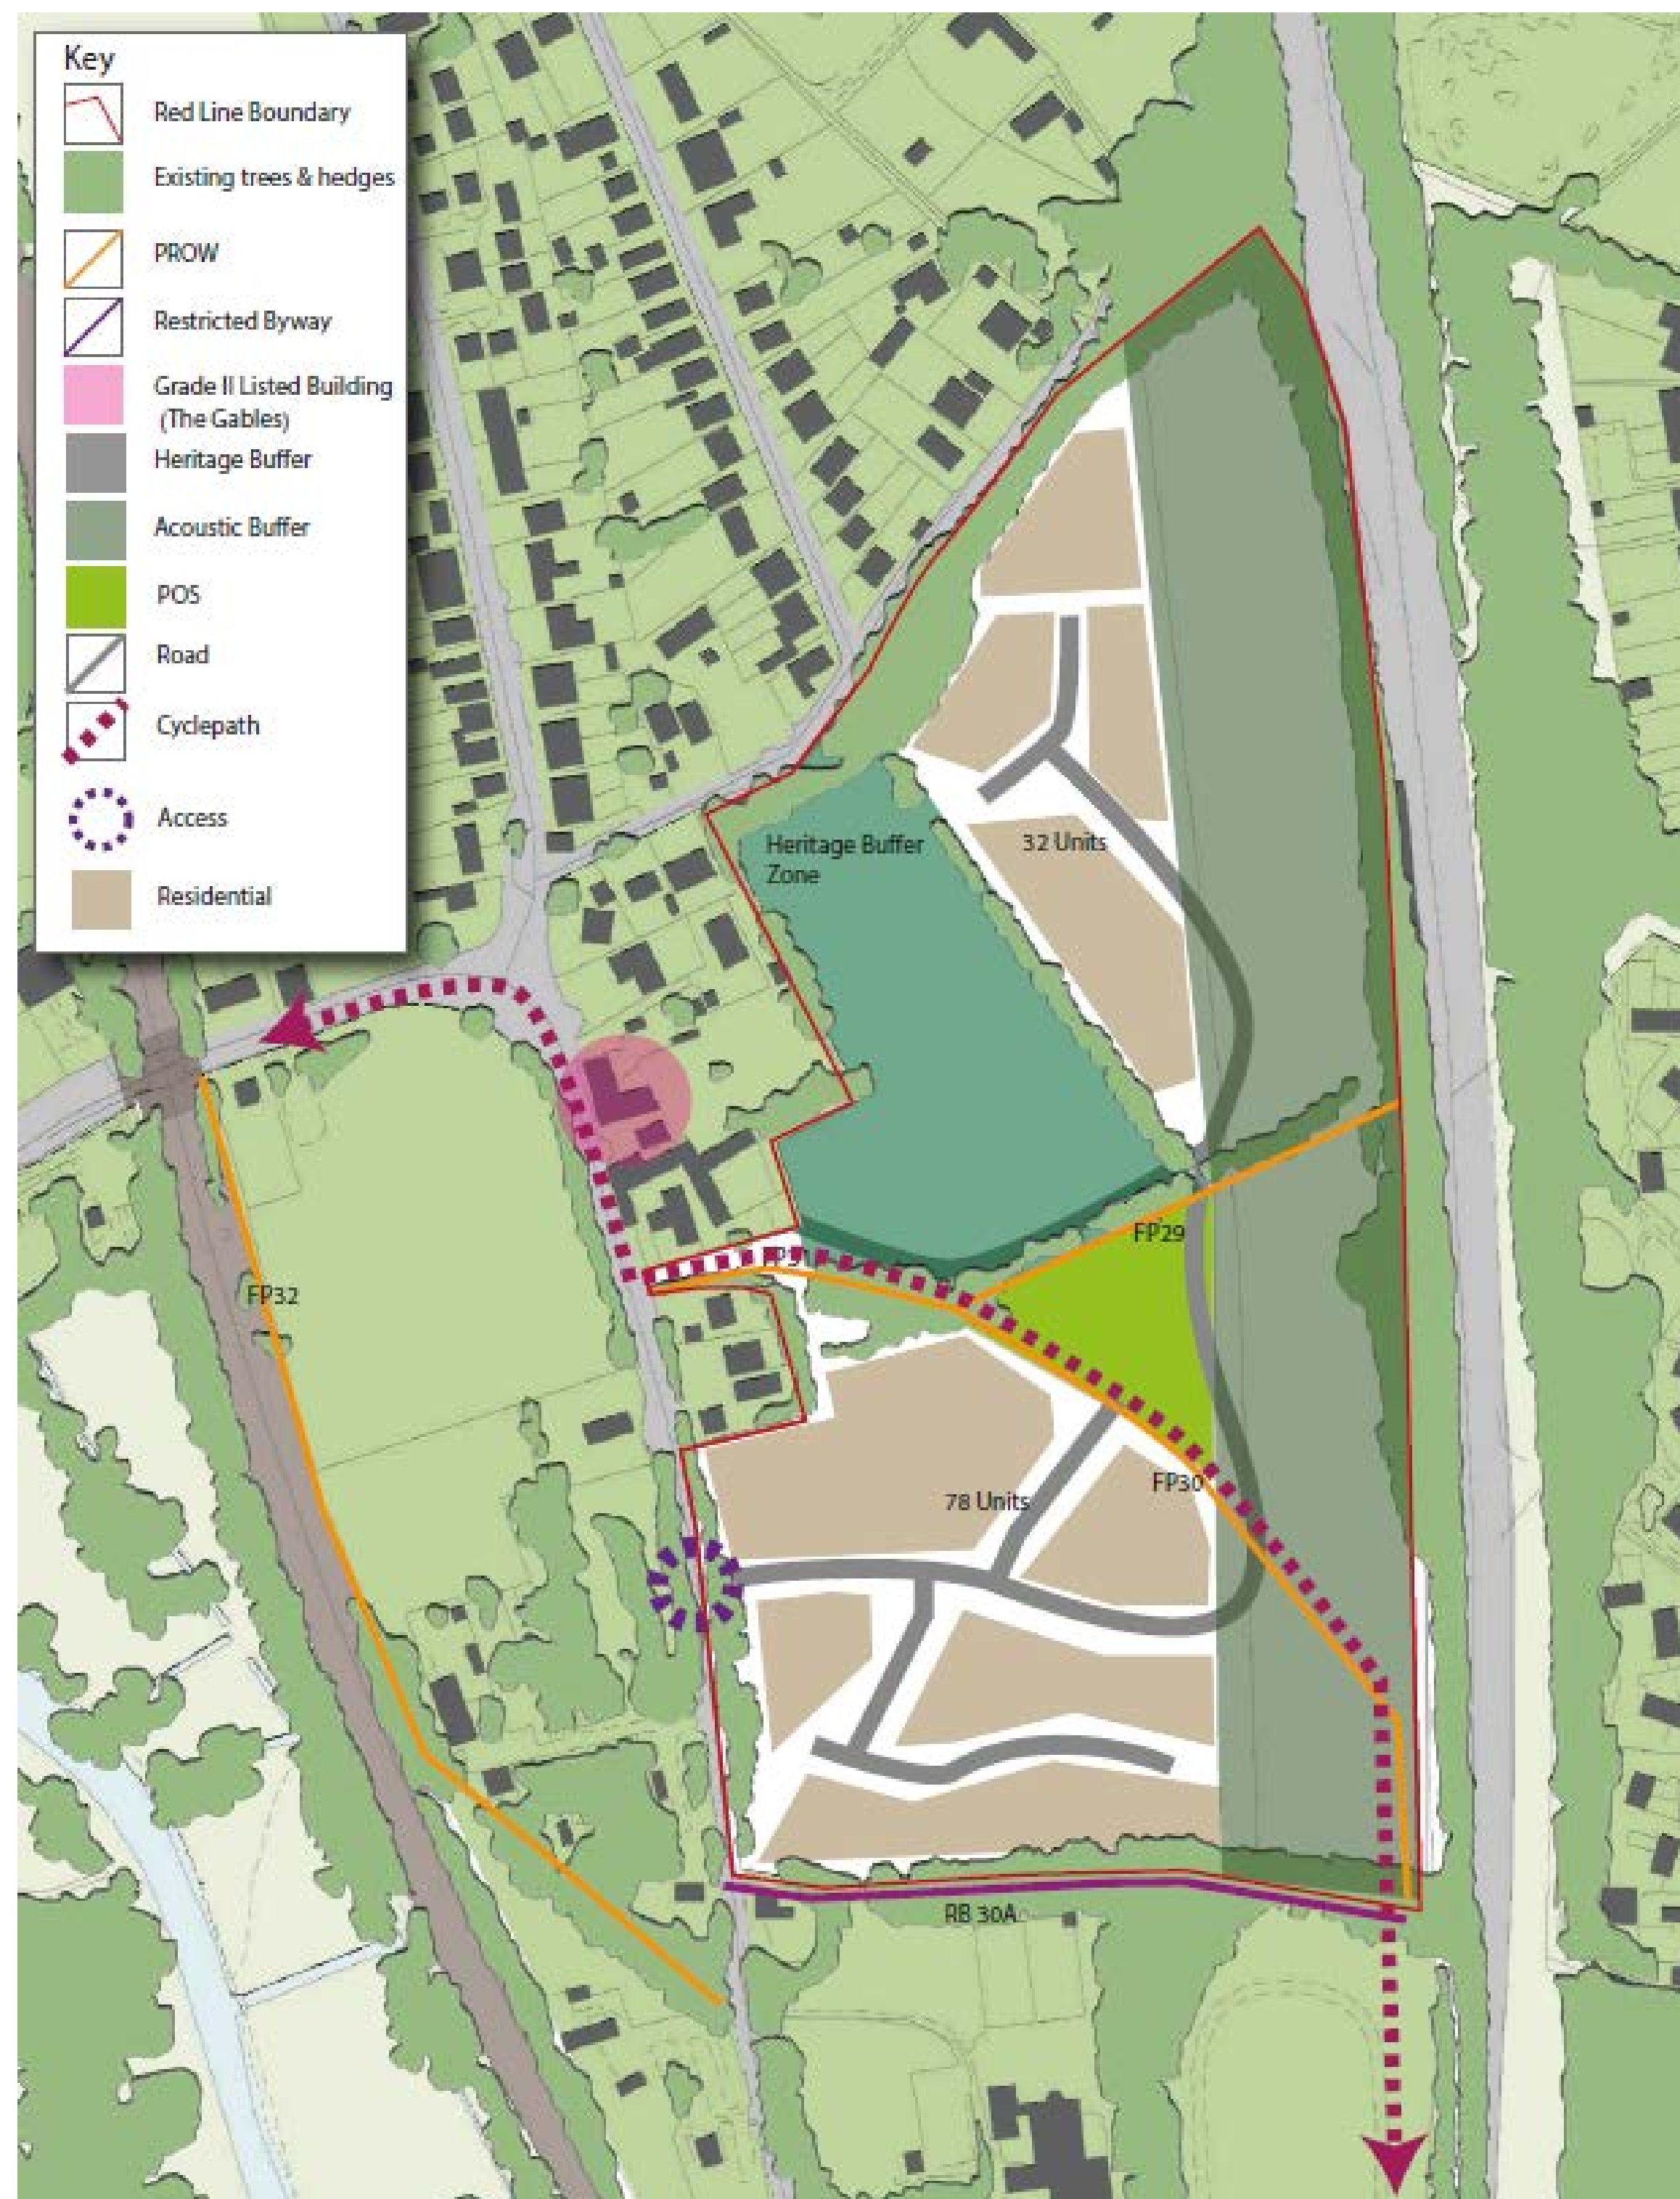 Key
Red Line Boundary
Existing trees & hedges
PROW
Restricted Byway
Grade II Listed Building
(The Gables)
Heritage Buffer
Acoustic Buffer
POS
Road
Cyclepath
Access
Residential
32 Units
Heritage Buffer
Zone
FP29
FP32
FP30
78 Units
RB 30A